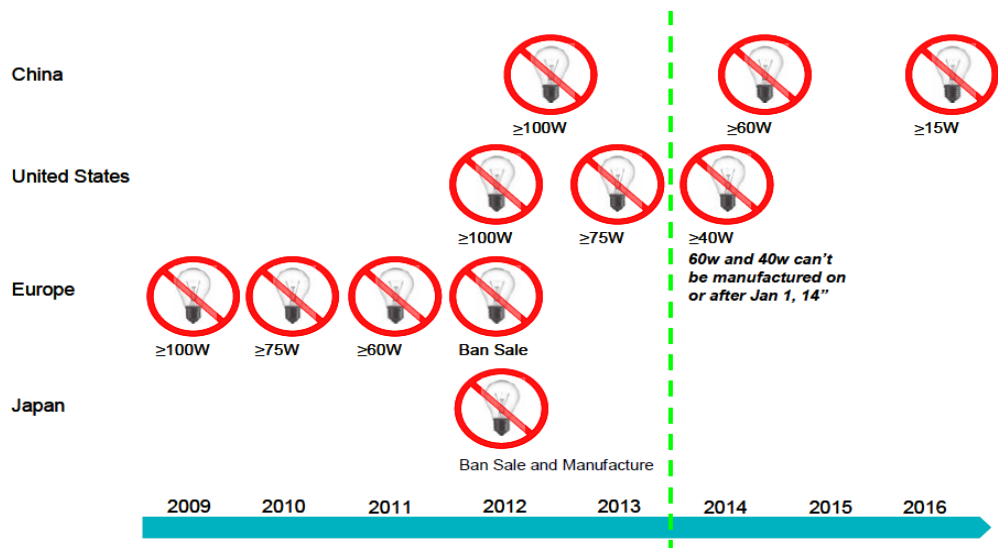 China
≥100W
≥60W
≥15W
United States
≥100W
≥75W
≥40W
60w and 40w can't
be manufactured on
or after Jan 1, 14”
Europe
≥100W
≥75W
≥60W
Ban Sale
Japan
Ban Sale and Manufacture
2009 2010 2011 2012 2013 2014 2015 2016